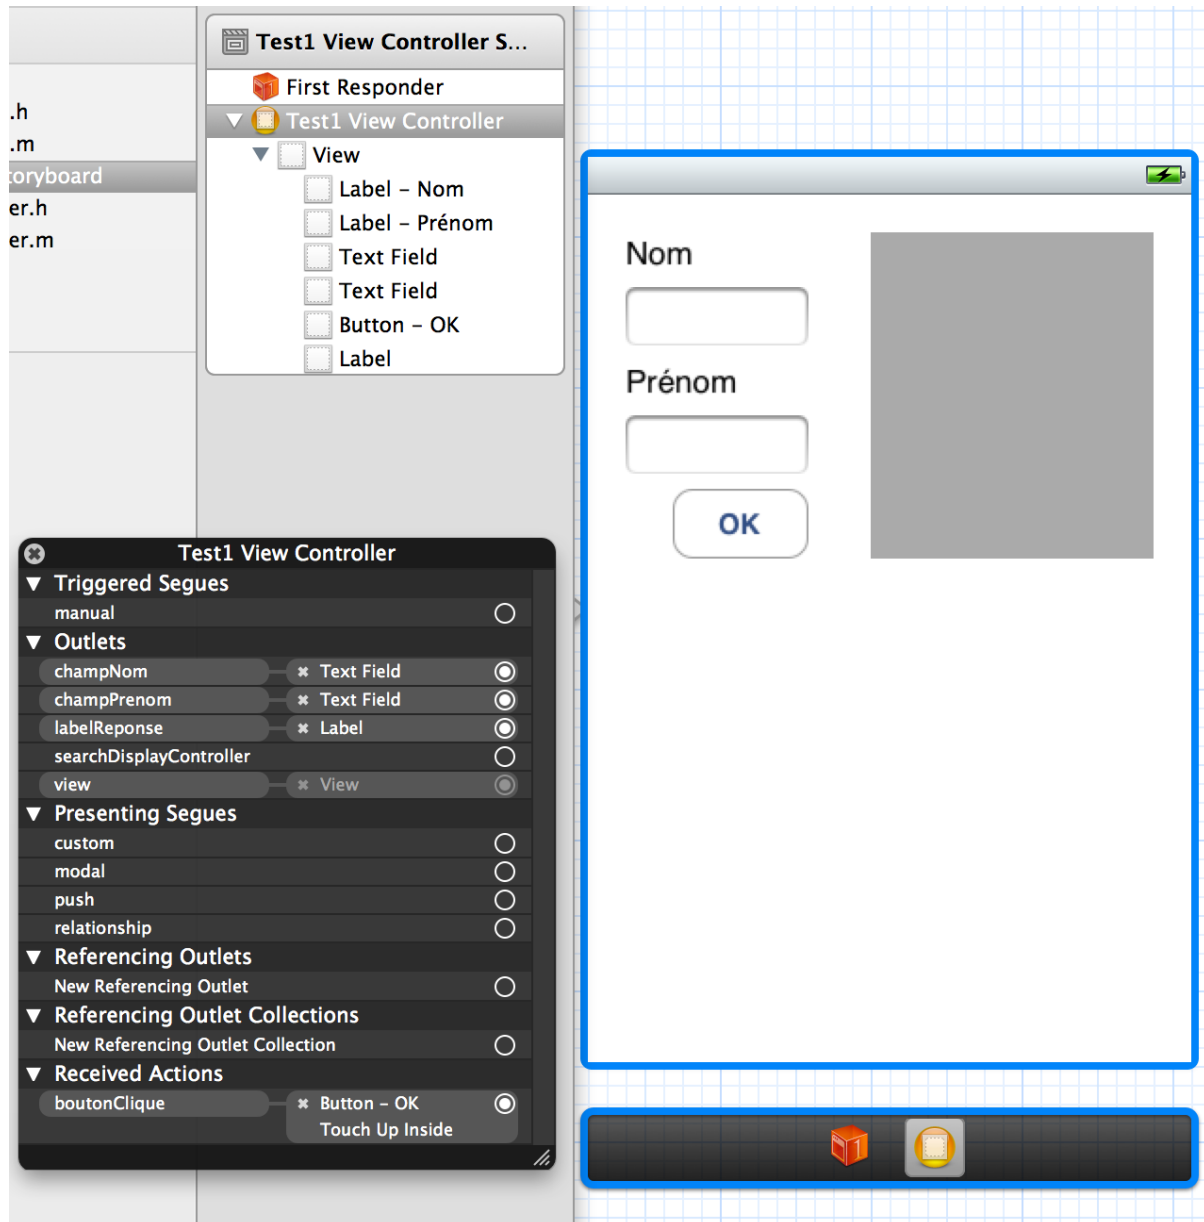 .h
.m
toryboard
er.h
er.m
Test1 View Controller S...
First Responder
Test1 View Controller
View
Label – Nom
Label – Prénom
Text Field
Text Field
Button – OK
Label
Nom
Prénom
OK
Test1 View Controller
Triggered Segues
manual
Outlets
champNom Text Field
champPrenom Text Field
labelReponse Label
searchDisplayController
view View
Presenting Segues
custom
modal
push
relationship
Referencing Outlets
New Referencing Outlet
Referencing Outlet Collections
New Referencing Outlet Collection
Received Actions
boutonClique Button – OK
Touch Up Inside